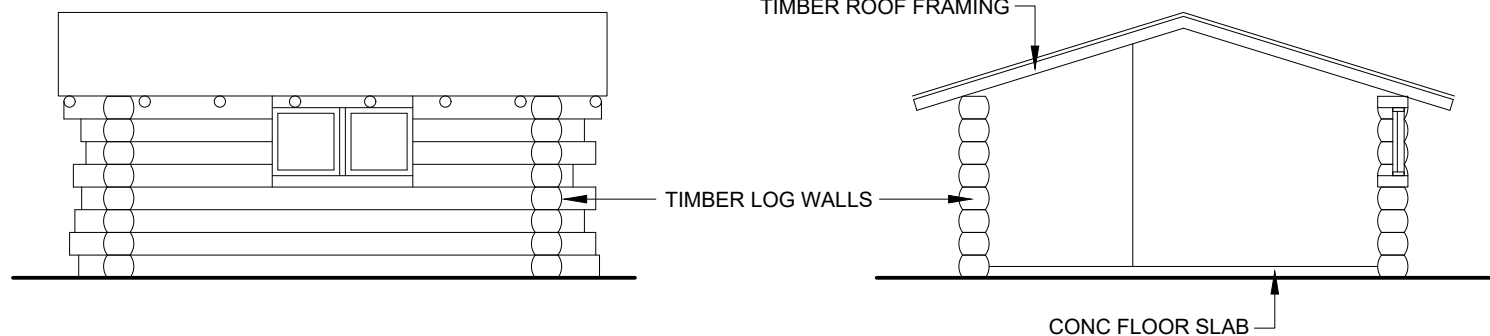 TIMBER ROOF FRAMING
TIMBER LOG WALLS
CONC FLOOR SLAB